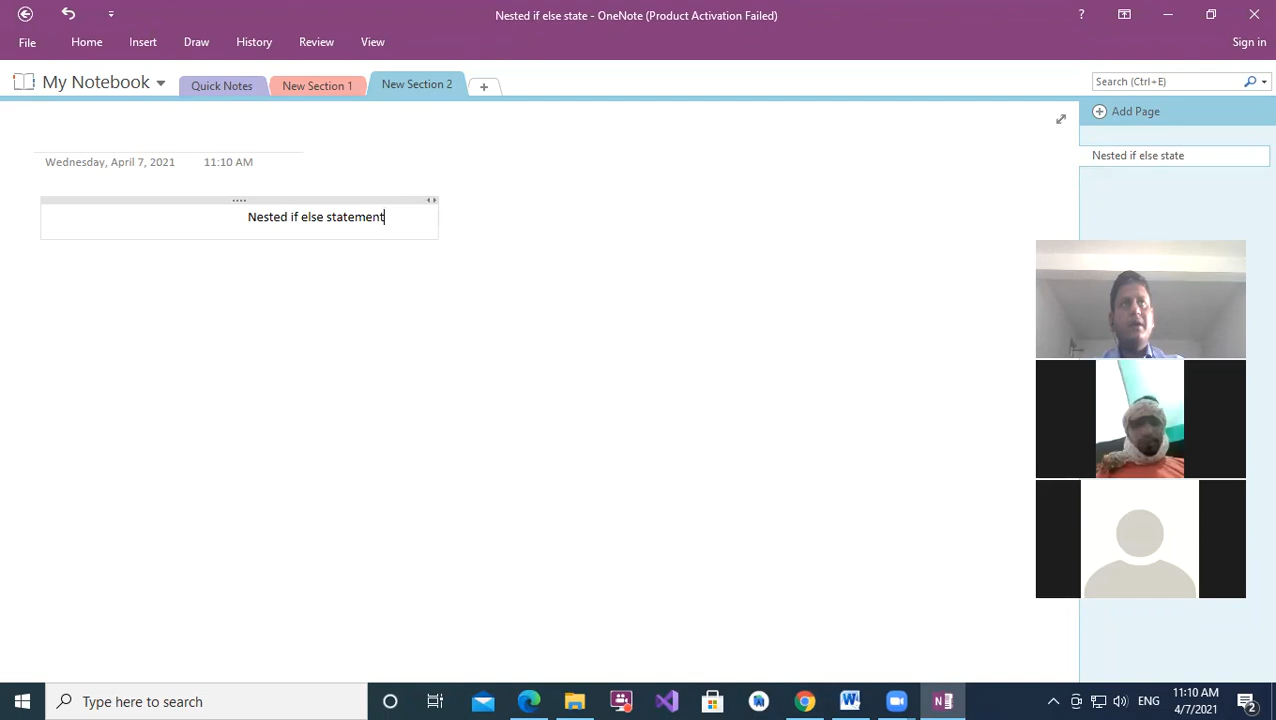 Nested if else state - OneNote (Product Activation Failed)
?
File
Home
Insert
Draw
History
Review
View
Sign in
My Notebook
Quick Notes
New Section 1
New Section 2
+
Search (Ctrl+E)
Add Page
Nested if else state
Wednesday, April 7, 2021
11:10 AM
Nested if else statement
Type here to search
ENG
11:10 AM
4/7/2021
2